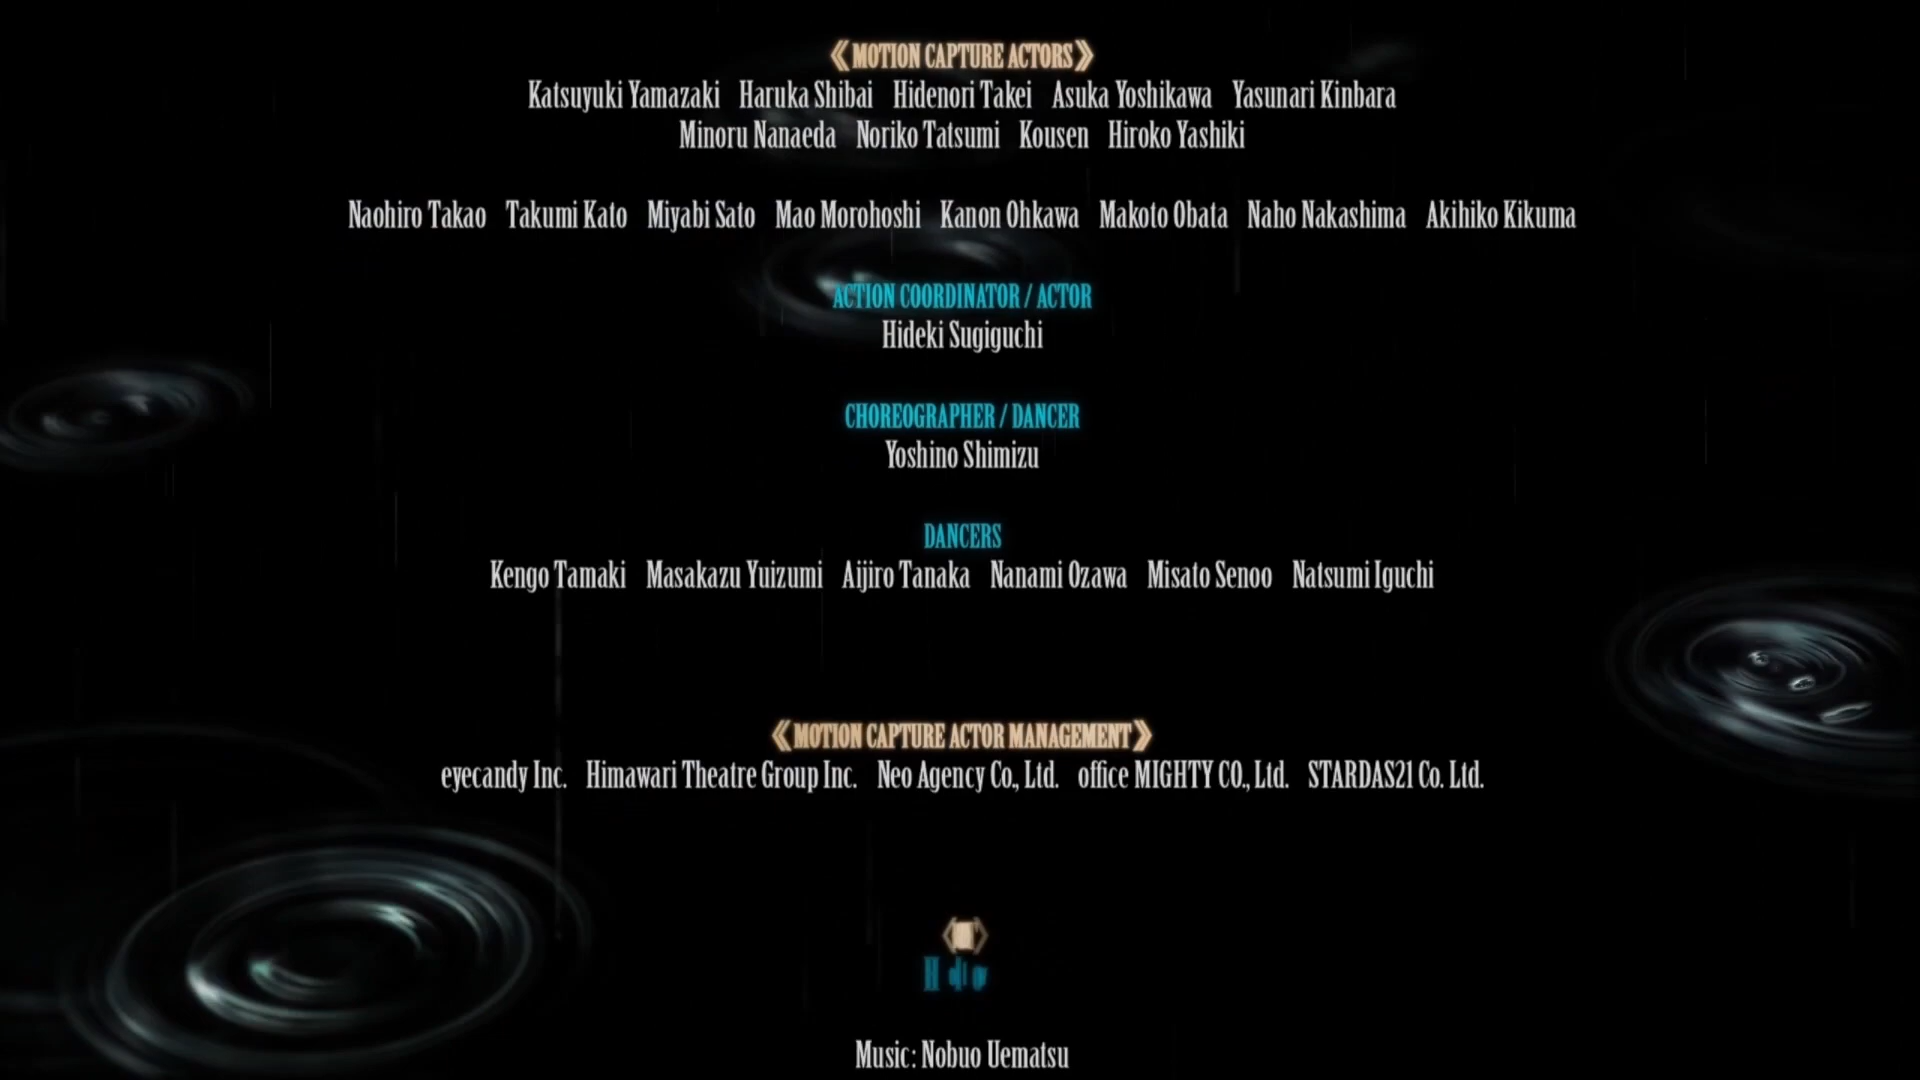 《MOTION CAPTURE ACTORS》
Katsuyuki Yamazaki Haruka Shibai Hidenori Takei Asuka Yoshikawa Yasunari Kinbara
Minoru Nanaeda Noriko Tatsumi Kousen Hiroko Yashiki
Naohiro Takao Takumi Kato Miyabi Sato Mao Morohoshi Kanon Ohkawa Makoto Obata Naho Nakashima Akihiko Kikuma
ACTION COORDINATOR / ACTOR
Hideki Sugiguchi
CHOREOGRAPHER / DANCER
Yoshino Shimizu
DANCERS
Kengo Tamaki Masakazu Yuizumi Aijiro Tanaka Nanami Ozawa Misato Senoo Natsumi Iguchi
《MOTION CAPTURE ACTOR MANAGEMENT》
eyecandy Inc. Himawari Theatre Group Inc. Neo Agency Co., Ltd. office MIGHTY CO., Ltd. STARDAS21 Co. Ltd.
Music: Nobuo Uematsu